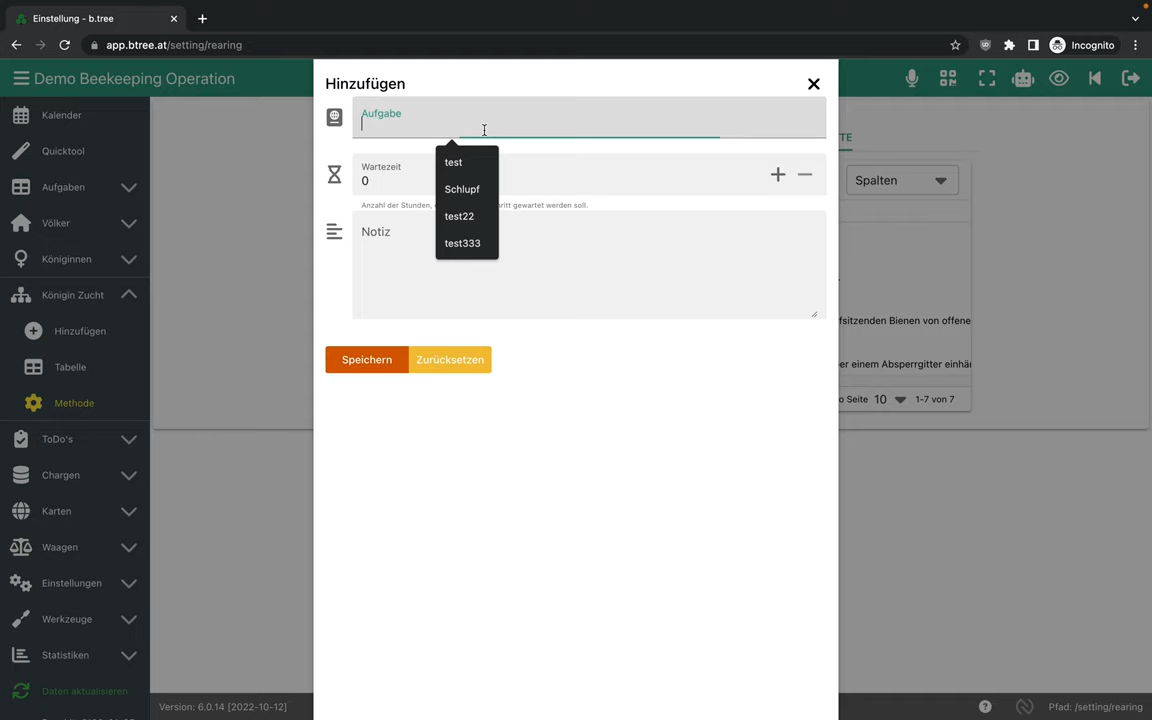 Einstellung - b.tree
app.btree.at/setting/rearing
Incognito
Demo Beekeeping Operation
Kalender
Quicktool
Aufgaben
Völker
Königinnen
Königin Zucht
Hinzufügen
Tabelle
Methode
ToDo's
Chargen
Karten
Waagen
Einstellungen
Werkzeuge
Statistiken
Daten aktualisieren
Hinzufügen
Aufgabe
test
Schlupf
test22
test333
Wartezeit
0
Anzahl der Stunden, ritt gewartet werden soll.
Notiz
Speichern
Zurücksetzen
TE
Spalten
fsitzenden Bienen von offene
er einem Absperrgitter einhä
o Seite 10 1-7 von 7
Version: 6.0.14 [2022-10-12]
Pfad: /setting/rearing